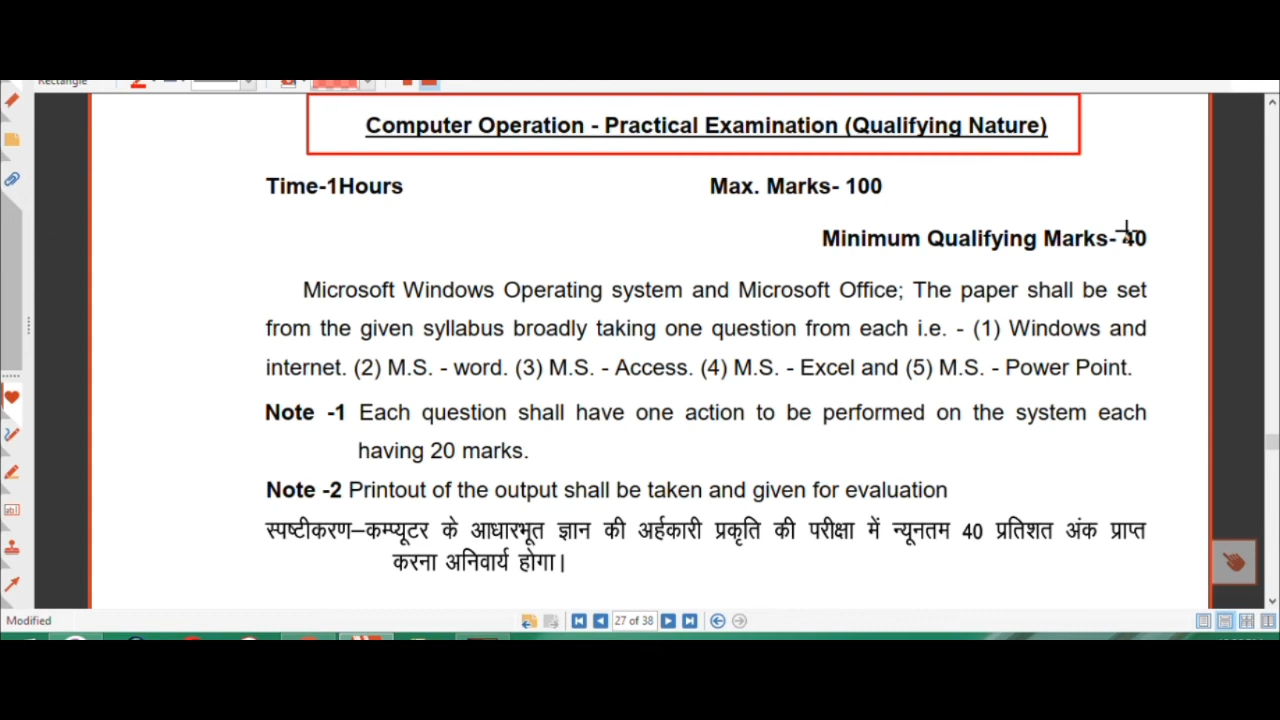 Rectangle
Computer Operation - Practical Examination (Qualifying Nature)
Time-1Hours Max. Marks- 100
Minimum Qualifying Marks- 40
Microsoft Windows Operating system and Microsoft Office; The paper shall be set
from the given syllabus broadly taking one question from each i.e. - (1) Windows and
internet. (2) M.S. - word. (3) M.S. - Access. (4) M.S. - Excel and (5) M.S. - Power Point.
Note -1 Each question shall have one action to be performed on the system each
having 20 marks.
Note -2 Printout of the output shall be taken and given for evaluation
स्पष्टीकरण–कम्प्यूटर के आधारभूत ज्ञान की अर्हकारी प्रकृति की परीक्षा में न्यूनतम 40 प्रतिशत अंक प्राप्त
करना अनिवार्य होगा।
Modified 27 of 38